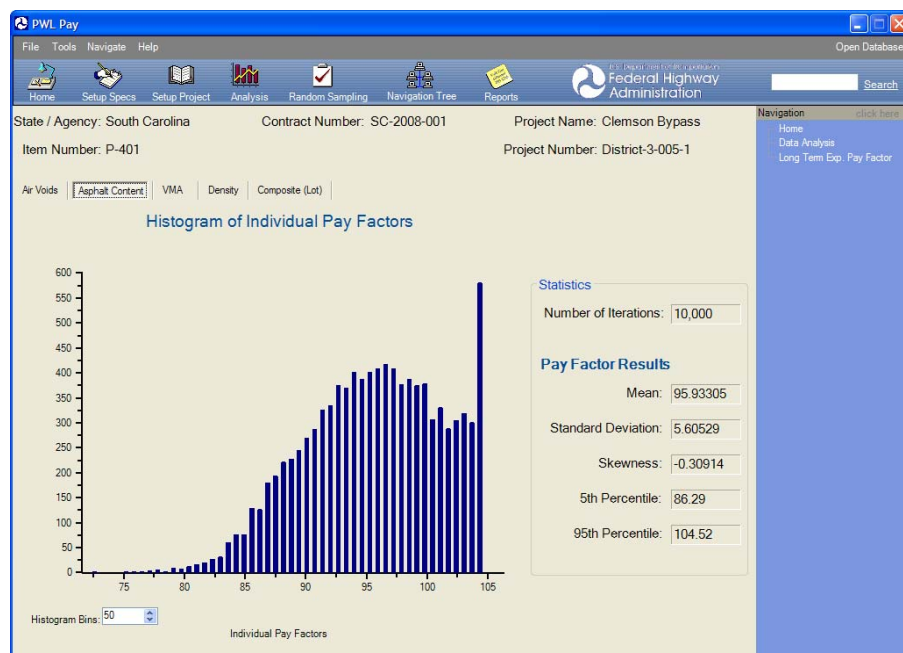 PWL Pay
File Tools Navigate Help Open Database
Home Setup Specs Setup Project Analysis Random Sampling Navigation Tree Reports
Federal Highway
Administration
Search
State / Agency: South Carolina Contract Number: SC-2008-001 Project Name: Clemson Bypass
Item Number: P-401 Project Number: District-3-005-1
Navigation click here
Home
Data Analysis
Long Term Exp. Pay Factor
Air Voids Asphalt Content VMA Density Composite (Lot)
Histogram of Individual Pay Factors
600
550
500
450
400
350
300
250
200
150
100
50
0
75 80 85 90 95 100 105
Histogram Bins: 50
Individual Pay Factors
Statistics
Number of Iterations: 10,000
Pay Factor Results
Mean: 95.93305
Standard Deviation: 5.60529
Skewness: -0.30914
5th Percentile: 86.29
95th Percentile: 104.52